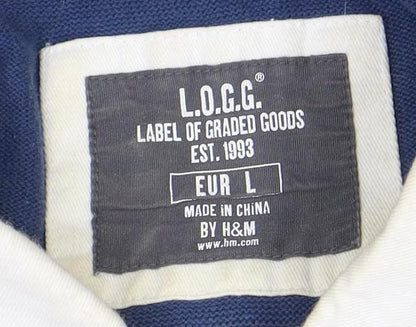 L.O.G.G.®
LABEL OF GRADED GOODS
EST. 1993
EUR L
MADE IN CHINA
BY H&M
www.hm.com